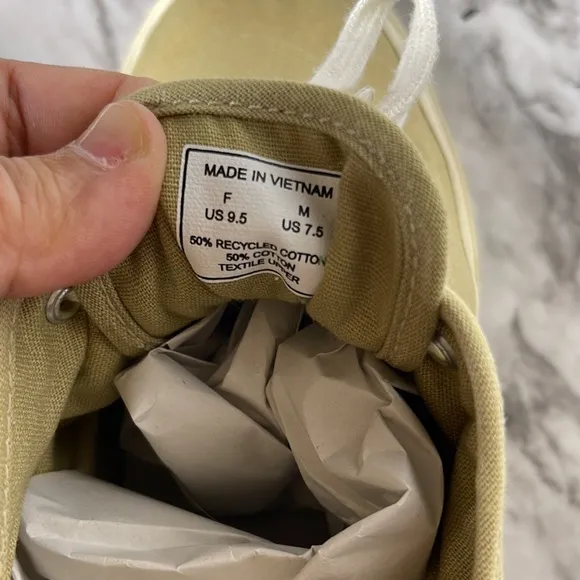 MADE IN VIETNAM
F M
US 9.5 US 7.5
50% RECYCLED COTTON
50% COTTON
TEXTILE UPPER